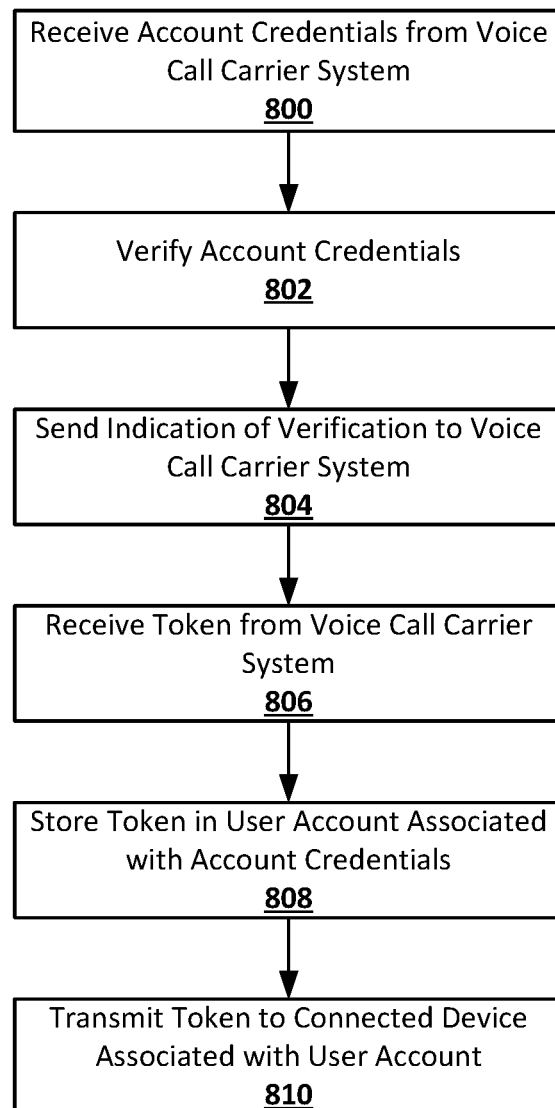 Receive Account Credentials from Voice
Call Carrier System
800
Verify Account Credentials
802
Send Indication of Verification to Voice
Call Carrier System
804
Receive Token from Voice Call Carrier
System
806
Store Token in User Account Associated
with Account Credentials
808
Transmit Token to Connected Device
Associated with User Account
810